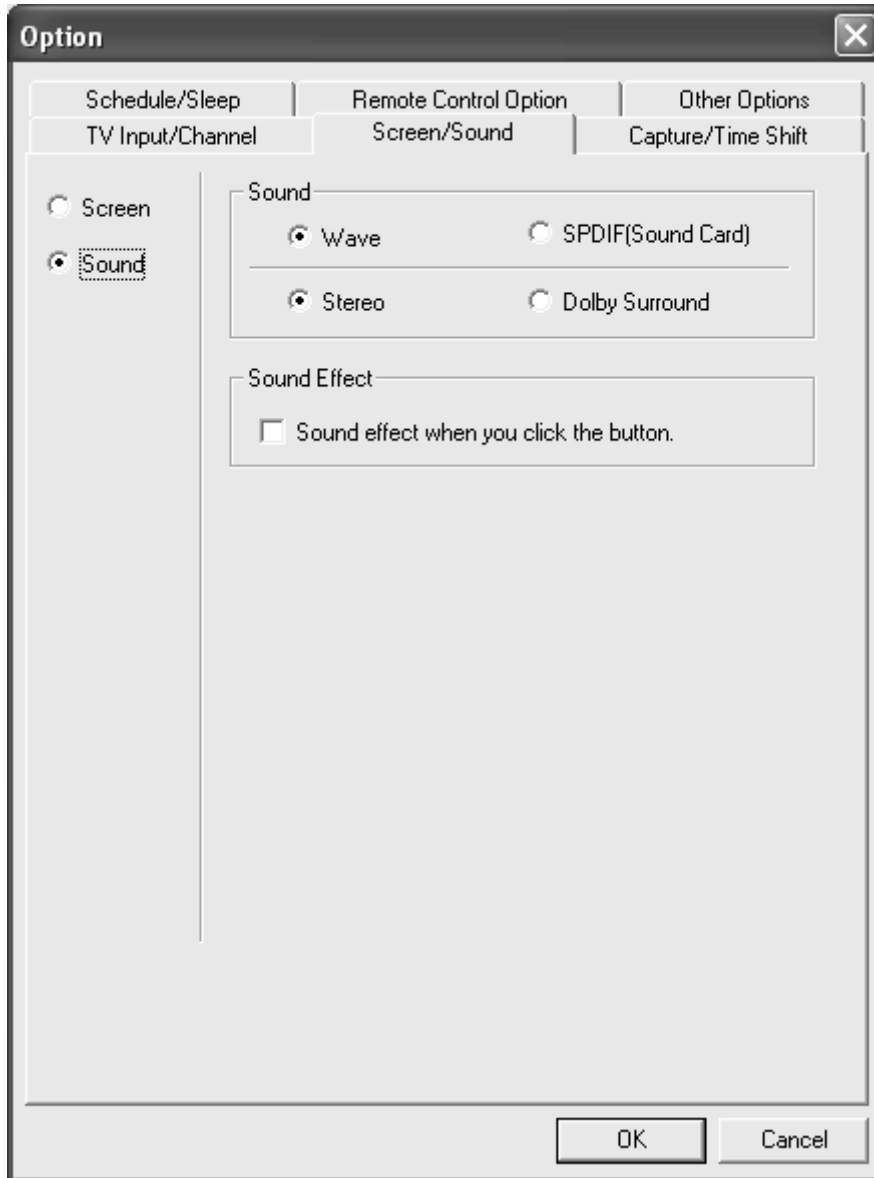 Option
Schedule/Sleep Remote Control Option Other Options
TV Input/Channel Screen/Sound Capture/Time Shift
Screen
Sound
Sound
Wave SPDIF(Sound Card)
Stereo Dolby Surround
Sound Effect
Sound effect when you click the button.
OK Cancel